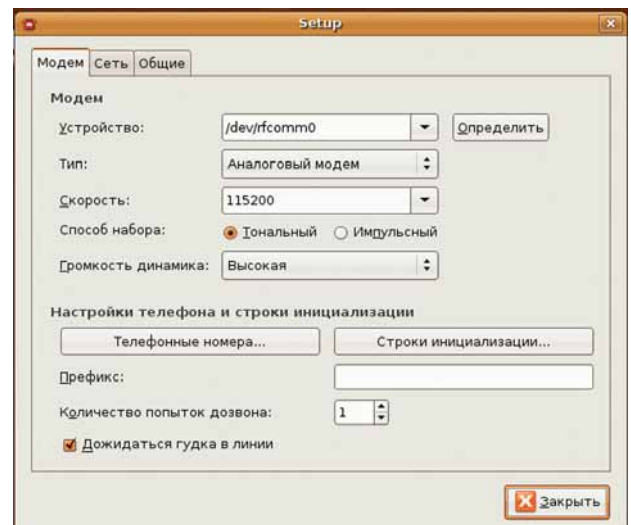 Setup
Модем Сеть Общие
Модем
Устройство: /dev/rfcomm0 Определить
Тип: Аналоговый модем
Скорость: 115200
Способ набора: Тональный Импульсный
Громкость динамика: Высокая
Настройки телефона и строки инициализации
Телефонные номера... Строки инициализации...
Префикс:
Количество попыток дозвона: 1
Дожидаться гудка в линии
Закрыть